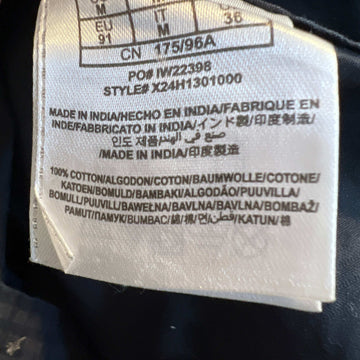 M
EU IT 38
91 M
CN 175/96A
PO# IW22398
STYLE# X24H1301000
MADE IN INDIA/HECHO EN INDIA/FABRIQUE EN
INDE/FABBRICATO IN INDIA/インド製/印度制造
인도 제품/صنع في الهند
/MADE IN INDIA/印度製造
100% COTTON/ALGODON/COTON/BAUMWOLLE/COTONE/
KATOEN/BOMULD/BAMBAKI/ALGODÃO/PUUVILLA/
BOMULL/PUUVILL/BAWEŁNA/BAVLNA/BAVLNA/BOMBAŽ/
PAMUT/ПАМУК/BUMBAC/綿/棉/면/قطن/KATUN/棉